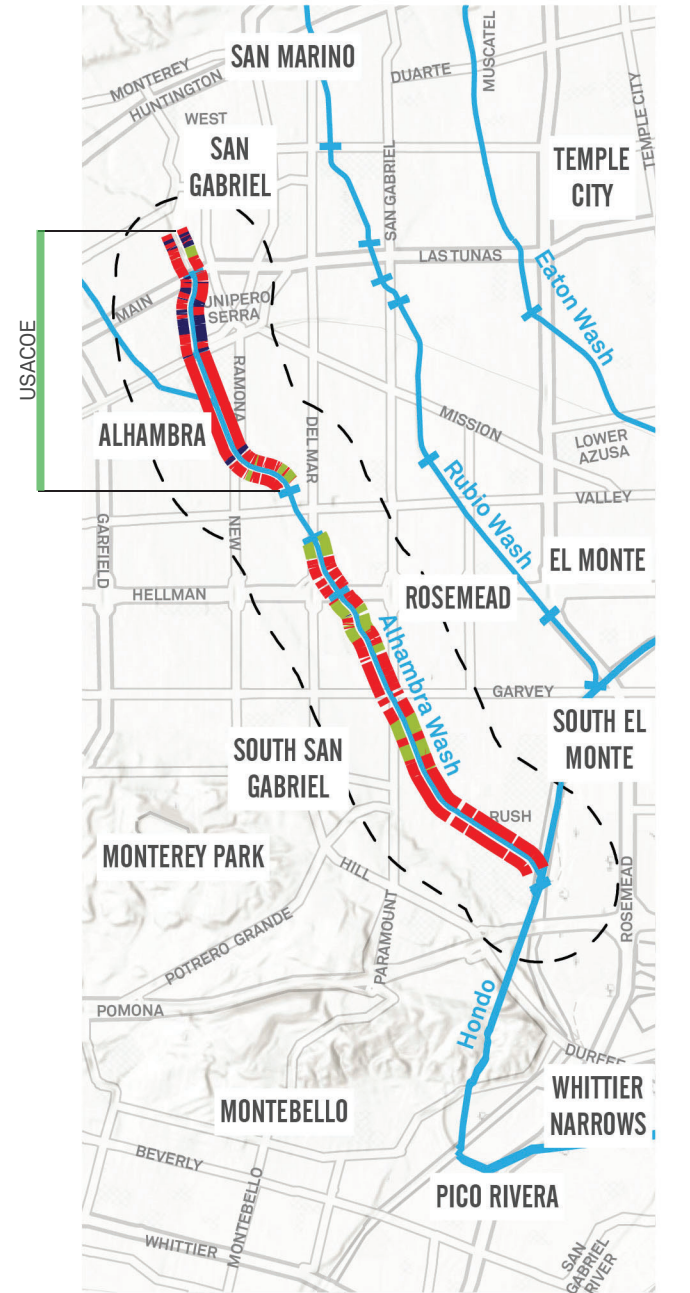 SAN MARINO
MONTEREY
HUNTINGTON
DUARTE
MUSCATEL
WEST
SAN
GABRIEL
SAN GABRIEL
TEMPLE
CITY
TEMPLE CITY
LAS TUNAS
Eaton Wash
MAIN
UNIPERO
SERRA
USACOE
RAMONA
ALHAMBRA
DEL MAR
MISSION
LOWER
AZUSA
VALLEY
GARFIELD
NEW
Rubio Wash
EL MONTE
HELLMAN
ROSEMEAD
Alhambra Wash
GARVEY
SOUTH EL
MONTE
SOUTH SAN
GABRIEL
RUSH
MONTEREY PARK
HILL
ROSEMEAD
POTRERO GRANDE
PARAMOUNT
POMONA
Hondo
DURFEE
MONTEBELLO
WHITTIER
NARROWS
BEVERLY
MONTEBELLO
PICO RIVERA
WHITTIER
SAN
GABRIEL
RIVER